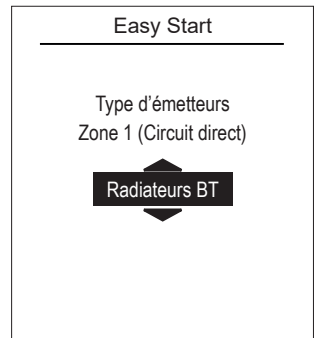 Easy Start
Type d'émetteurs
Zone 1 (Circuit direct)
Radiateurs BT